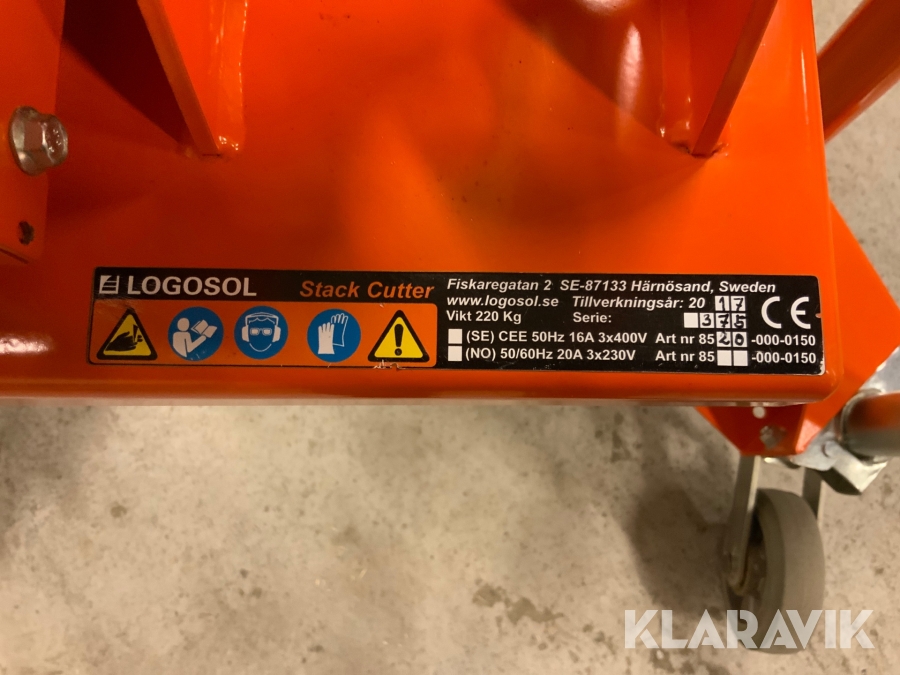 LOGOSOL Stack Cutter
Fiskaregatan 2 SE-87133 Härnösand, Sweden
www.logosol.se Tillverkningsår: 20 17
Vikt 220 Kg Serie: 375
(SE) CEE 50Hz 16A 3x400V Art nr 85 20 -000-0150
(NO) 50/60Hz 20A 3x230V Art nr 85 -000-0150
CE
KLARAVIK